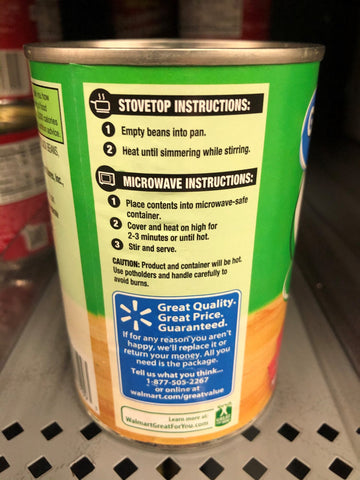 STOVETOP INSTRUCTIONS:
1 Empty beans into pan.
2 Heat until simmering while stirring.
MICROWAVE INSTRUCTIONS:
1 Place contents into microwave-safe
container.
2 Cover and heat on high for
2-3 minutes or until hot.
3 Stir and serve.
CAUTION: Product and container will be hot.
Use potholders and handle carefully to
avoid burns.
Great Quality.
Great Price.
Guaranteed.
If for any reason you aren't
happy, we'll replace it or
return your money. All you
need is the package.
Tell us what you think...
1-877-505-2267
or online at
walmart.com/greatvalue
Learn more at:
WalmartGreatForYou.com